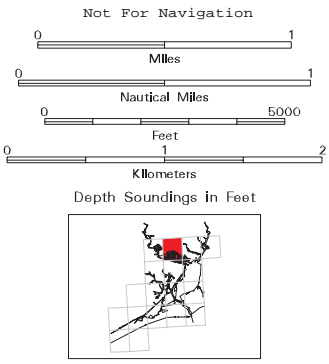 Not For Navigation
0 1
Miles
0 1
Nautical Miles
0 5000
Feet
0 1 2
Kilometers
Depth Soundings in Feet